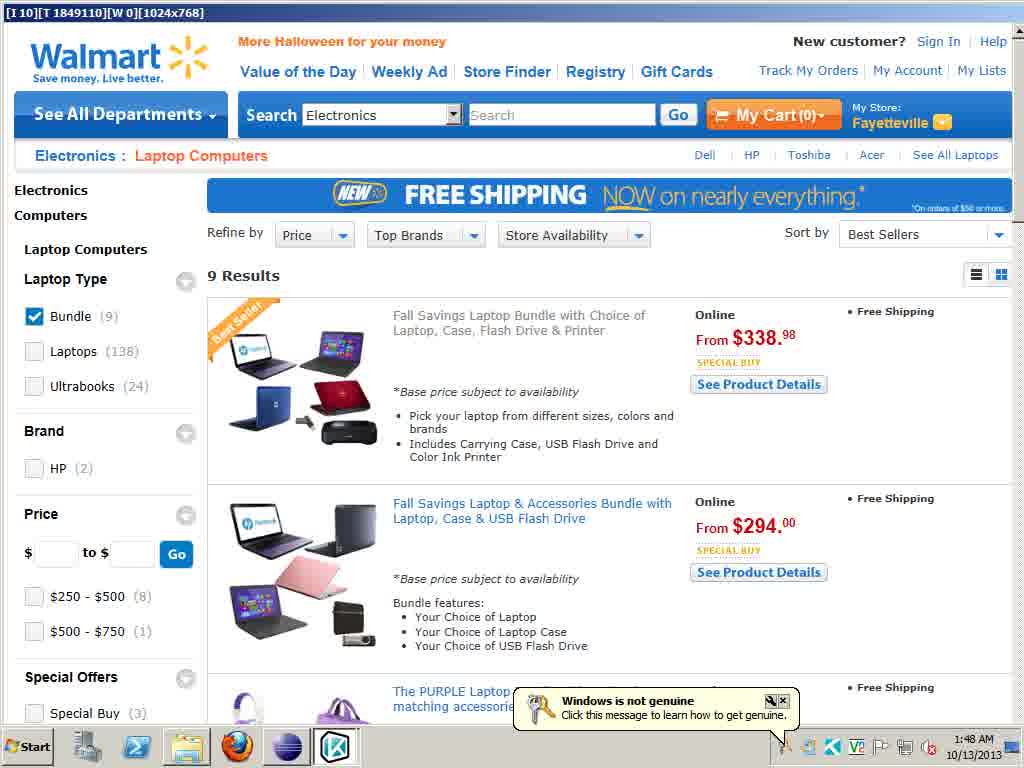 [I 10][T 1849110][W 0][1024x768]
Walmart
Save money. Live better.
More Halloween for your money
New customer? Sign In Help
Value of the Day Weekly Ad Store Finder Registry Gift Cards
Track My Orders My Account My Lists
See All Departments
Search Electronics Search Go
My Cart (0)
My Store:
Fayetteville
Electronics : Laptop Computers
Dell HP Toshiba Acer See All Laptops
Electronics
Computers
Laptop Computers
Laptop Type
Bundle (9)
Laptops (138)
Ultrabooks (24)
Brand
HP (2)
Price
$ to $ Go
$250 - $500 (8)
$500 - $750 (1)
Special Offers
Special Buy (3)
NEW FREE SHIPPING NOW on nearly everything.*
*On orders of $50 or more.
Refine by Price Top Brands Store Availability
Sort by Best Sellers
9 Results
Best Seller
Fall Savings Laptop Bundle with Choice of
Laptop, Case, Flash Drive & Printer
*Base price subject to availability
• Pick your laptop from different sizes, colors and
brands
• Includes Carrying Case, USB Flash Drive and
Color Ink Printer
Online
From $338.98
SPECIAL BUY
See Product Details
• Free Shipping
Fall Savings Laptop & Accessories Bundle with
Laptop, Case & USB Flash Drive
*Base price subject to availability
Bundle features:
• Your Choice of Laptop
• Your Choice of Laptop Case
• Your Choice of USB Flash Drive
Online
From $294.00
SPECIAL BUY
See Product Details
• Free Shipping
The PURPLE Laptop
matching accessorie
• Free Shipping
Windows is not genuine
Click this message to learn how to get genuine.
Start
1:48 AM
10/13/2013